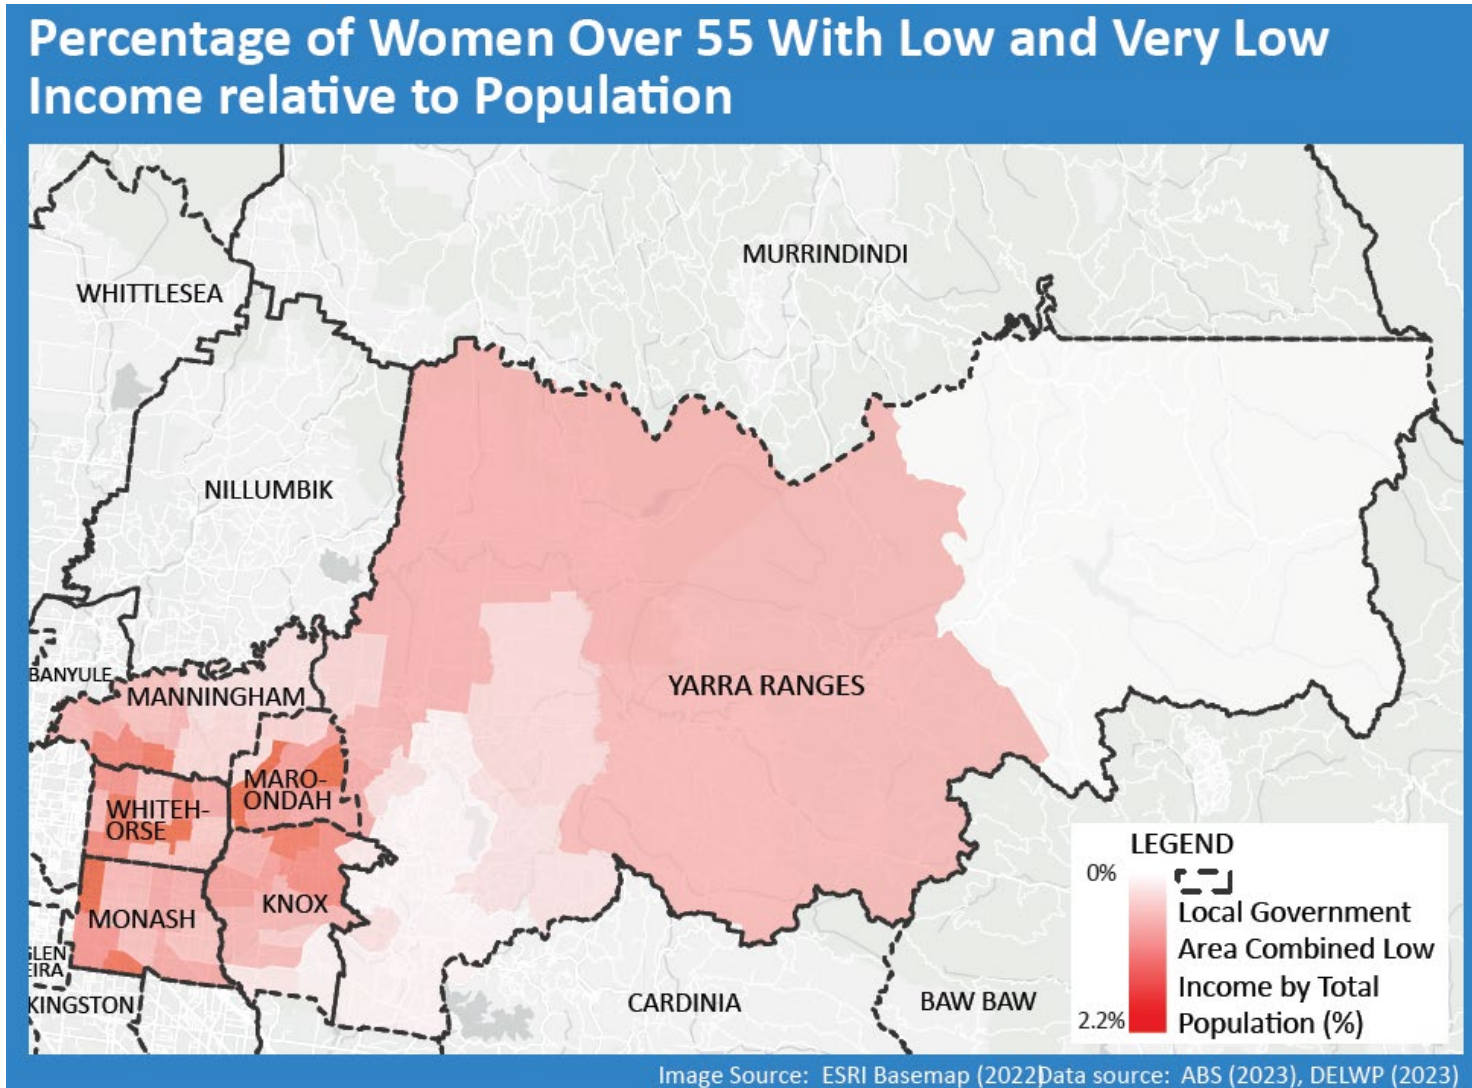 Percentage of Women Over 55 With Low and Very Low
Income relative to Population
MURRINDINDI
WHITTLESEA
NILLUMBIK
BANYULE
MANNINGHAM
YARRA RANGES
MARO-
ONDAH
WHITEH-
ORSE
KNOX
MONASH
GLEN
EIRA
KINGSTON
CARDINIA
BAW BAW
LEGEND
0%
Local Government
Area Combined Low
Income by Total
2.2%
Population (%)
Image Source: ESRI Basemap (2022)Data source: ABS (2023), DELWP (2023)